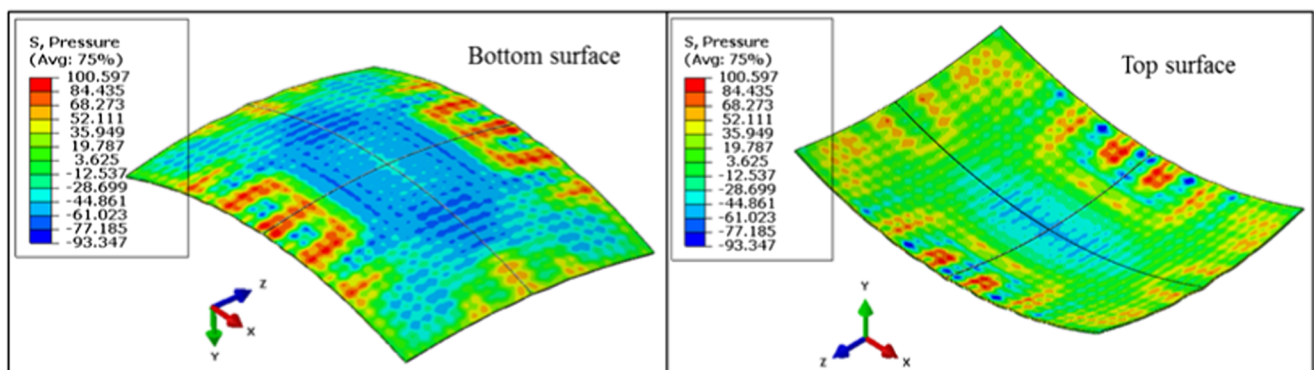 S, Pressure
(Avg: 75%)
100.597
84.435
68.273
52.111
35.949
19.787
3.625
-12.537
-28.699
-44.861
-61.023
-77.185
-93.347
Bottom surface
Z
X
Y
S, Pressure
(Avg: 75%)
100.597
84.435
68.273
52.111
35.949
19.787
3.625
-12.537
-28.699
-44.861
-61.023
-77.185
-93.347
Top surface
Y
Z
X